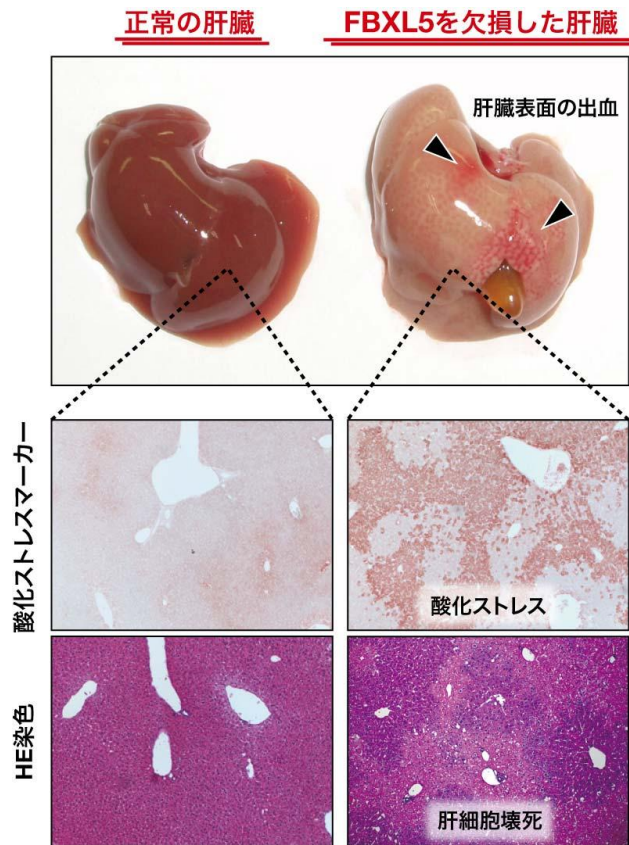 正常の肝臓
FBXL5を欠損した肝臓
肝臓表面の出血
酸化ストレスマーカー
酸化ストレス
HE染色
肝細胞壊死